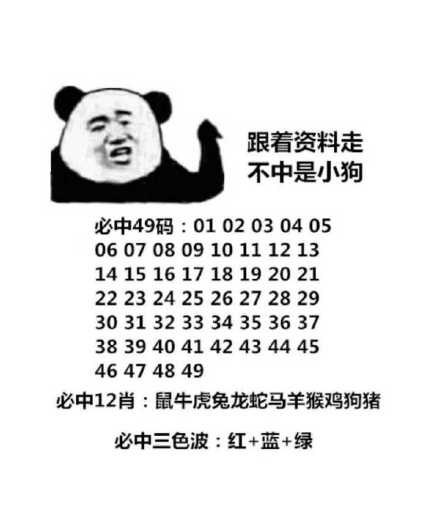 跟着资料走
不中是小狗
必中49码：01 02 03 04 05
06 07 08 09 10 11 12 13
14 15 16 17 18 19 20 21
22 23 24 25 26 27 28 29
30 31 32 33 34 35 36 37
38 39 40 41 42 43 44 45
46 47 48 49
必中12肖：鼠牛虎兔龙蛇马羊猴鸡狗猪
必中三色波：红+蓝+绿